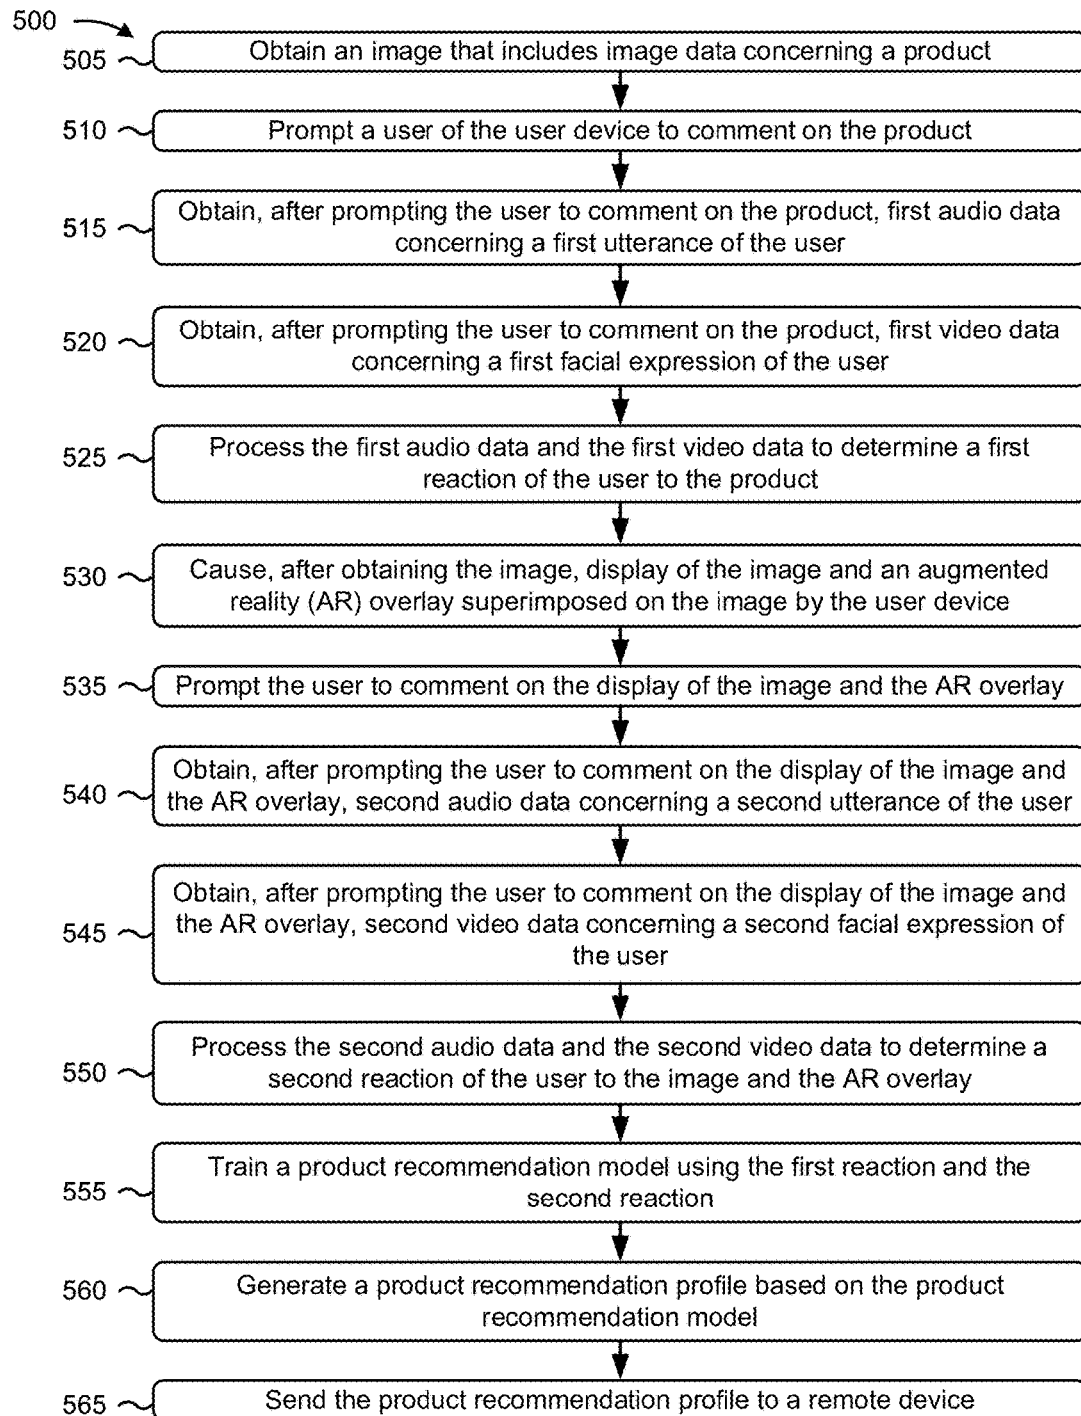 500
505
Obtain an image that includes image data concerning a product
510
Prompt a user of the user device to comment on the product
515
Obtain, after prompting the user to comment on the product, first audio data
concerning a first utterance of the user
520
Obtain, after prompting the user to comment on the product, first video data
concerning a first facial expression of the user
525
Process the first audio data and the first video data to determine a first
reaction of the user to the product
530
Cause, after obtaining the image, display of the image and an augmented
reality (AR) overlay superimposed on the image by the user device
535
Prompt the user to comment on the display of the image and the AR overlay
540
Obtain, after prompting the user to comment on the display of the image and
the AR overlay, second audio data concerning a second utterance of the user
545
Obtain, after prompting the user to comment on the display of the image and
the AR overlay, second video data concerning a second facial expression of
the user
550
Process the second audio data and the second video data to determine a
second reaction of the user to the image and the AR overlay
555
Train a product recommendation model using the first reaction and the
second reaction
560
Generate a product recommendation profile based on the product
recommendation model
565
Send the product recommendation profile to a remote device